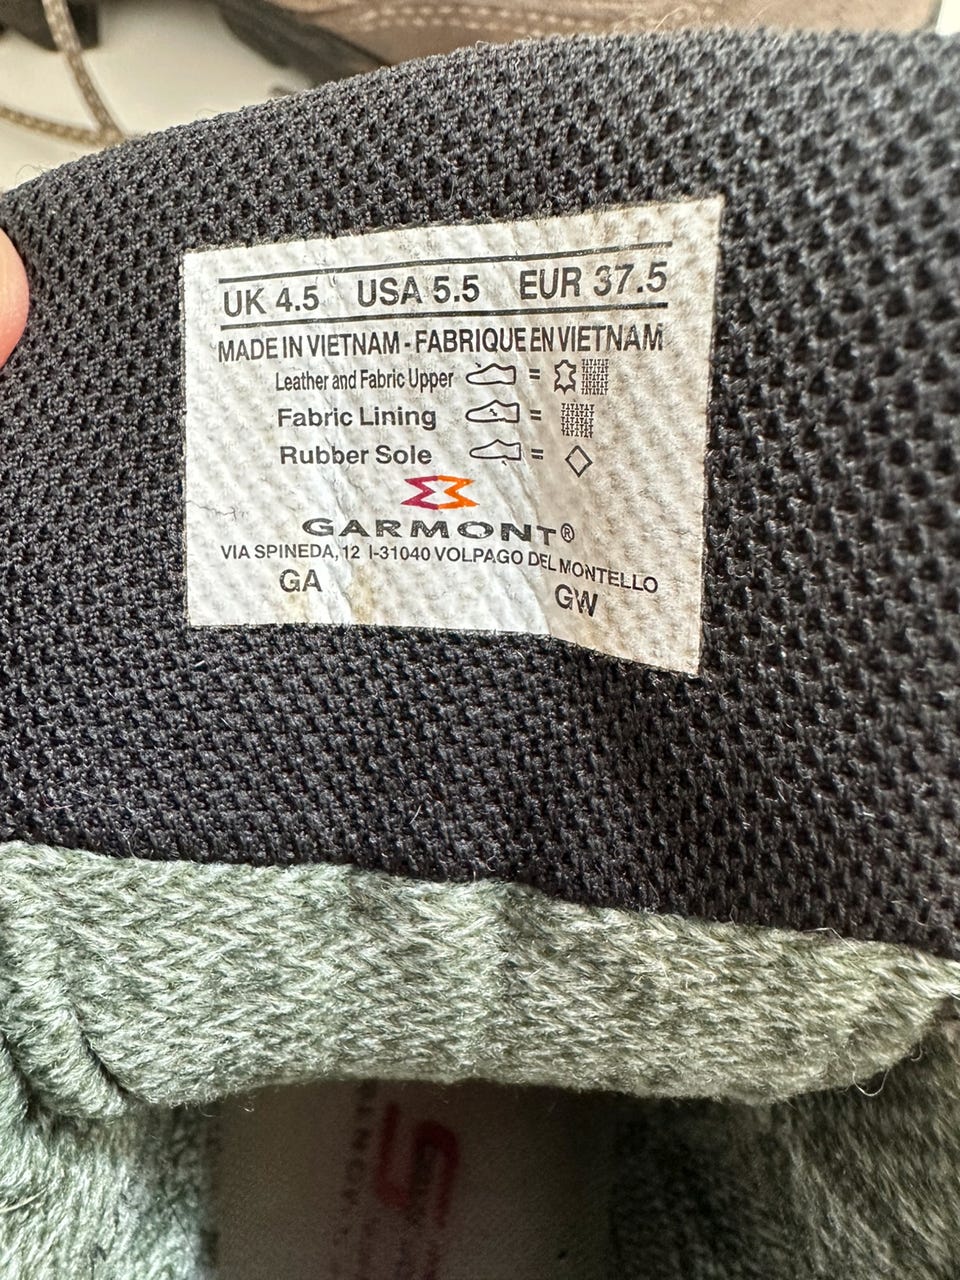 UK 4.5 USA 5.5 EUR 37.5
MADE IN VIETNAM - FABRIQUE EN VIETNAM
Leather and Fabric Upper =
Fabric Lining =
Rubber Sole =
GARMONT®
VIA SPINEDA, 12 I-31040 VOLPAGO DEL MONTELLO
GA GW